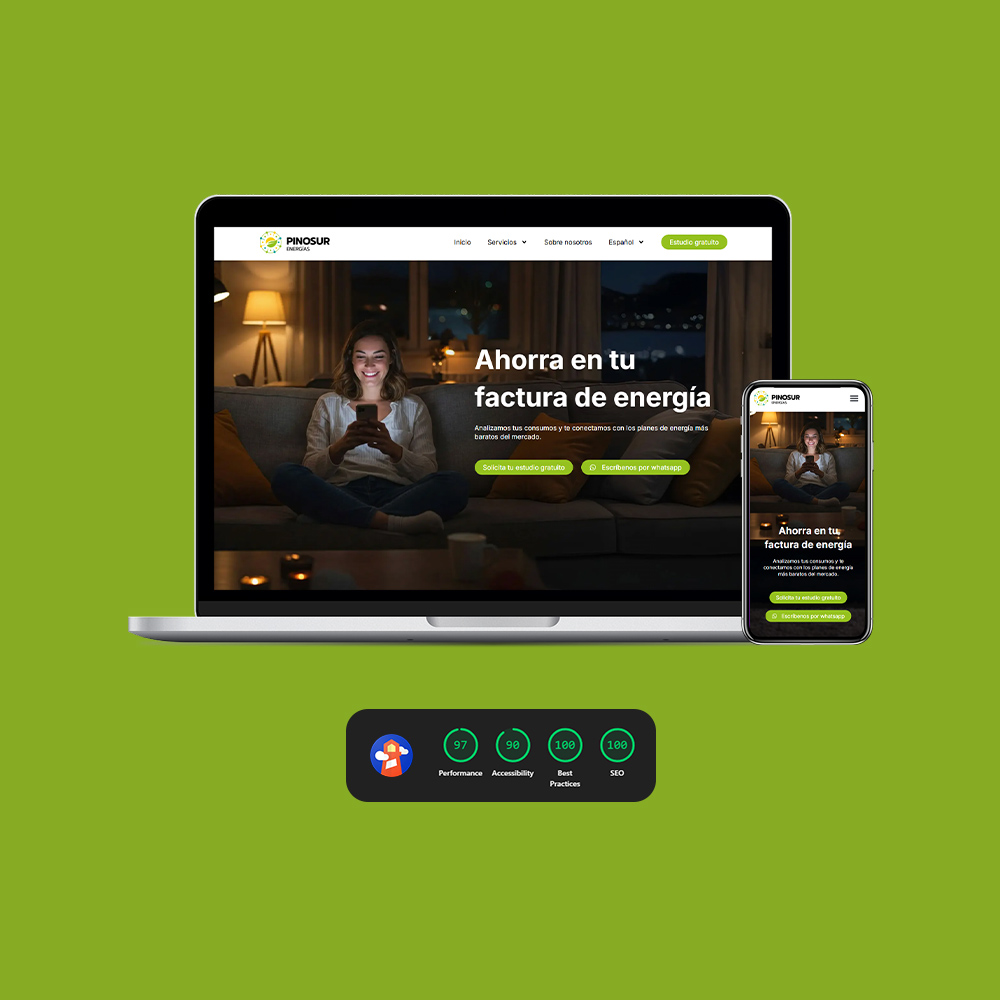 PINOSUR
ENERGÍAS
Inicio Servicios Sobre nosotros Español Estudio gratuito
Ahorra en tu
factura de energía
Analizamos tus consumos y te conectamos con los planes de energía más
baratos del mercado.
Solicita tu estudio gratuito Escríbenos por whatsapp
PINOSUR
ENERGÍAS
Ahorra en tu
factura de energía
Analizamos tus consumos y te
conectamos con los planes de energía
más baratos del mercado.
Solicita tu estudio gratuito
Escríbenos por whatsapp
97 90 100 100
Performance Accessibility Best SEO
Practices